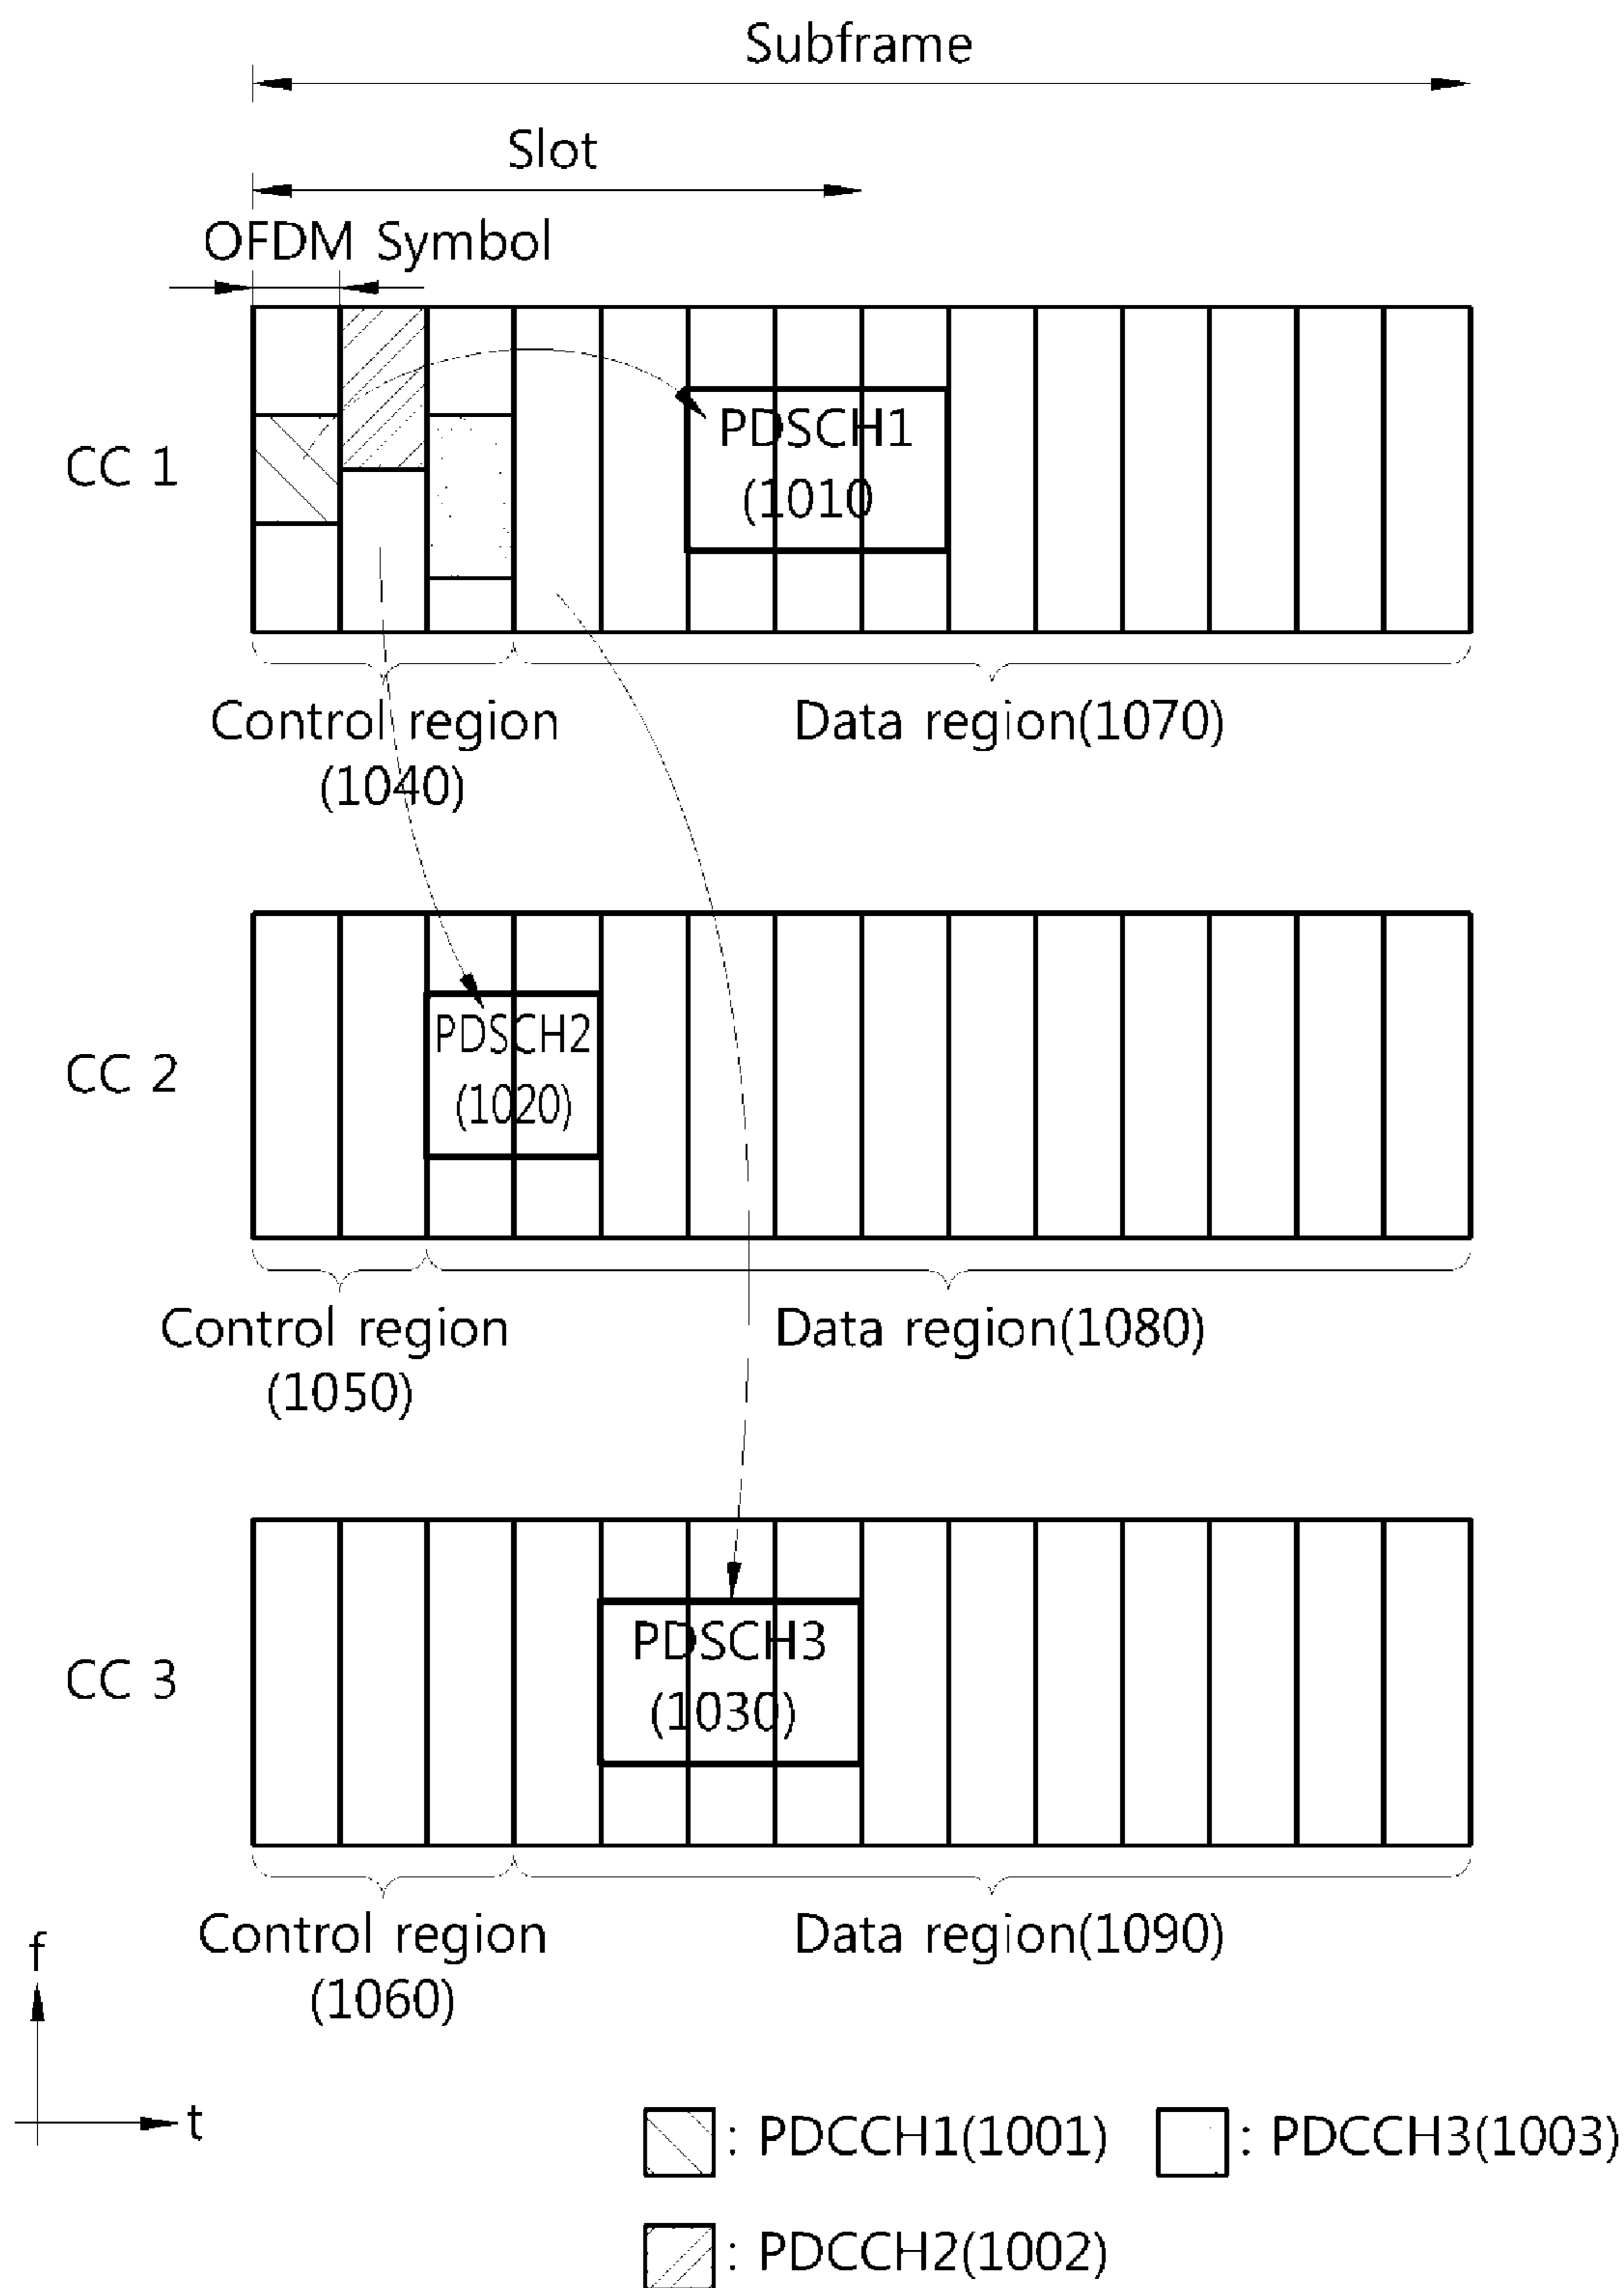 Subframe
Slot
OFDM Symbol
CC 1
PDSCH1
(1010
Control region
(1040)
Data region(1070)
CC 2
PDSCH2
(1020)
Control region
(1050)
Data region(1080)
CC 3
PDSCH3
(1030)
Control region
(1060)
Data region(1090)
f
t
: PDCCH1(1001)
: PDCCH3(1003)
: PDCCH2(1002)